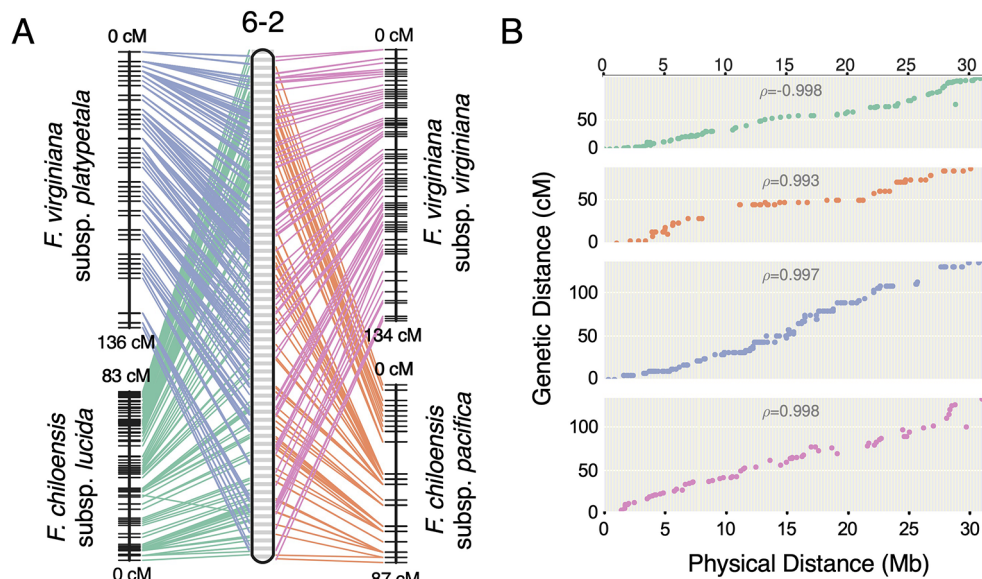 A
6-2
B
0 cM
0 cM
F. virginiana
subsp. platypetala
F. virginiana
subsp. virginiana
136 cM
134 cM
83 cM
0 cM
F. chiloensis
subsp. lucida
F. chiloensis
subsp. pacifica
0 cM
87 cM
0 5 10 15 20 25 30
ρ=-0.998
50
0
ρ=0.993
50
0
ρ=0.997
100
50
0
ρ=0.998
100
50
0
0 5 10 15 20 25 30
Genetic Distance (cM)
Physical Distance (Mb)